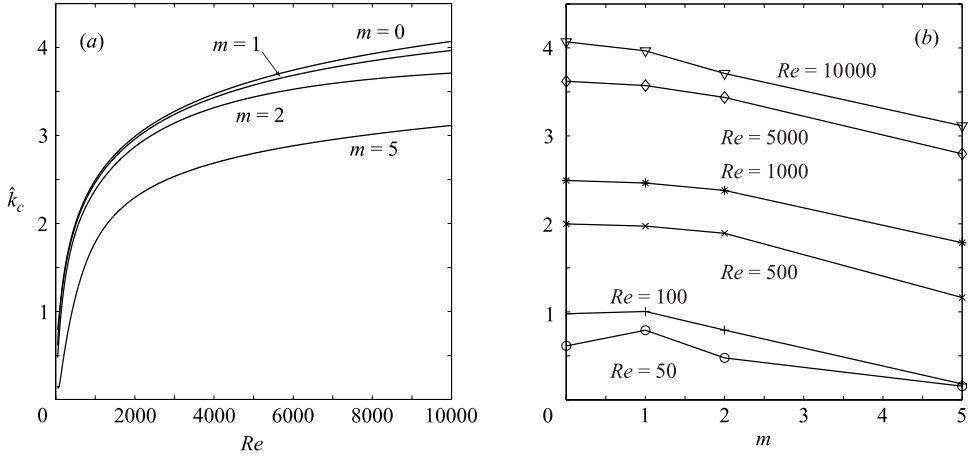 (a)
m = 0
m = 1
m = 2
m = 5
4
3
2
1
0
k̂c
2000
4000
6000
8000
10000
Re
(b)
Re = 10000
Re = 5000
Re = 1000
Re = 500
Re = 100
Re = 50
4
3
2
1
0
1
2
3
4
5
m